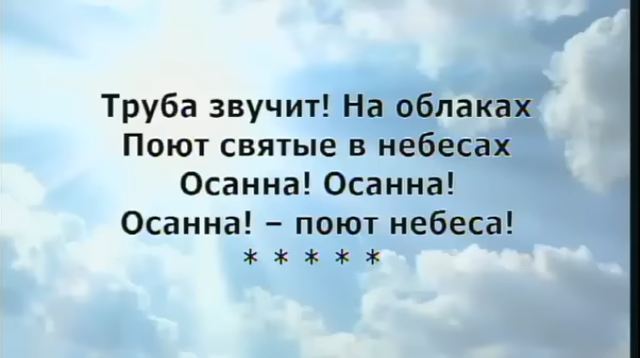 Труба звучит! На облаках
Поют святые в небесах
Осанна! Осанна!
Осанна! – поют небеса!
* * * * *